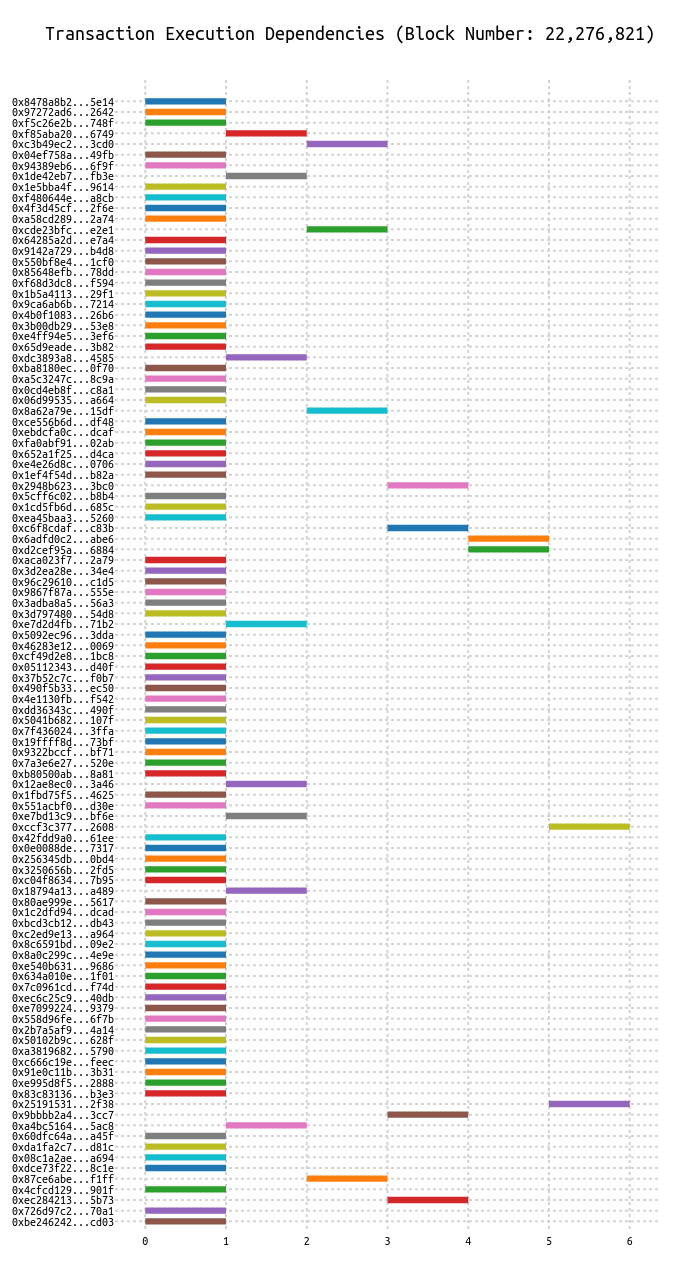 Transaction Execution Dependencies (Block Number: 22,276,821)
0x8478a8b2...5e14
0x97272ad6...2642
0xf5c26e2b...748f
0xf85aba20...6749
0xc3b49ec2...3cd0
0x04ef758a...49fb
0x94389eb6...6f9f
0x1de42eb7...fb3e
0x1e5bba4f...9614
0xf480644e...a8cb
0x4f3d45cf...2f6e
0xa58cd289...2a74
0xcde23bfc...e2e1
0x64285a2d...e7a4
0x9142a729...b4d8
0x550bf8e4...1cf0
0x85648efb...78dd
0xf68d3dc8...f594
0x1b5a4113...29f1
0x9ca6ab6b...7214
0x4b0f1083...26b6
0x3b00db29...53e8
0xe4ff94e5...3ef6
0x65d9eade...3b82
0xdc3893a8...4585
0xba8180ec...0f70
0xa5c3247c...8c9a
0x0cd4eb8f...c8a1
0x06d99535...a664
0x8a62a79e...15df
0xce556b6d...df48
0xebdcfa0c...dcaf
0xfa0abf91...02ab
0x652a1f25...d4ca
0xe4e26d8c...0706
0x1ef4f54d...b82a
0x2948b623...3bc0
0x5cff6c02...b8b4
0x1cd5fb6d...685c
0xea45baa3...5260
0xc6f8cdaf...c83b
0x6adfd0c2...abe6
0xd2cef95a...6884
0xaca023f7...2a79
0x3d2ea28e...34e4
0x96c29610...c1d5
0x9867f87a...555e
0x3adba8a5...56a3
0x3d797480...54d8
0xe7d2d4fb...71b2
0x5092ec96...3dda
0x46283e12...0069
0xcf49d2e8...1bc8
0x05112343...d40f
0x37b52c7c...f0b7
0x490f5b33...ec50
0x4e1130fb...f542
0xdd36343c...490f
0x5041b682...107f
0x7f436024...3ffa
0x19ffff8d...73bf
0x9322bccf...bf71
0x7a3e6e27...520e
0xb80500ab...8a81
0x12ae8ec0...3a46
0x1fbd75f5...4625
0x551acbf0...d30e
0xe7bd13c9...bf6e
0xccf3c377...2608
0x42fdd9a0...61ee
0x0e0088de...7317
0x256345db...0bd4
0x3250656b...2fd5
0xc04f8634...7b95
0x18794a13...a489
0x80ae999e...5617
0x1c2dfd94...dcad
0xbcd3cb12...db43
0xc2ed9e13...a964
0x8c6591bd...09e2
0x8a0c299c...4e9e
0xe540b631...9686
0x634a010e...1f01
0x7c0961cd...f74d
0xec6c25c9...40db
0xe7099224...9379
0x558d96fe...6f7b
0x2b7a5af9...4a14
0x50102b9c...628f
0xa3819682...5790
0xc666c19e...feec
0x91e0c11b...3b31
0xe995d8f5...2888
0x83c83136...b3e3
0x25191531...2f38
0x9bbbb2a4...3cc7
0xa4bc5164...5ac8
0x60dfc64a...a45f
0xda1fa2c7...d81c
0x08c1a2ae...a694
0xdce73f22...8c1e
0x87ce6abe...f1ff
0x4cfcd129...901f
0xec284213...5b73
0x726d97c2...70a1
0xbe246242...cd03
0 1 2 3 4 5 6